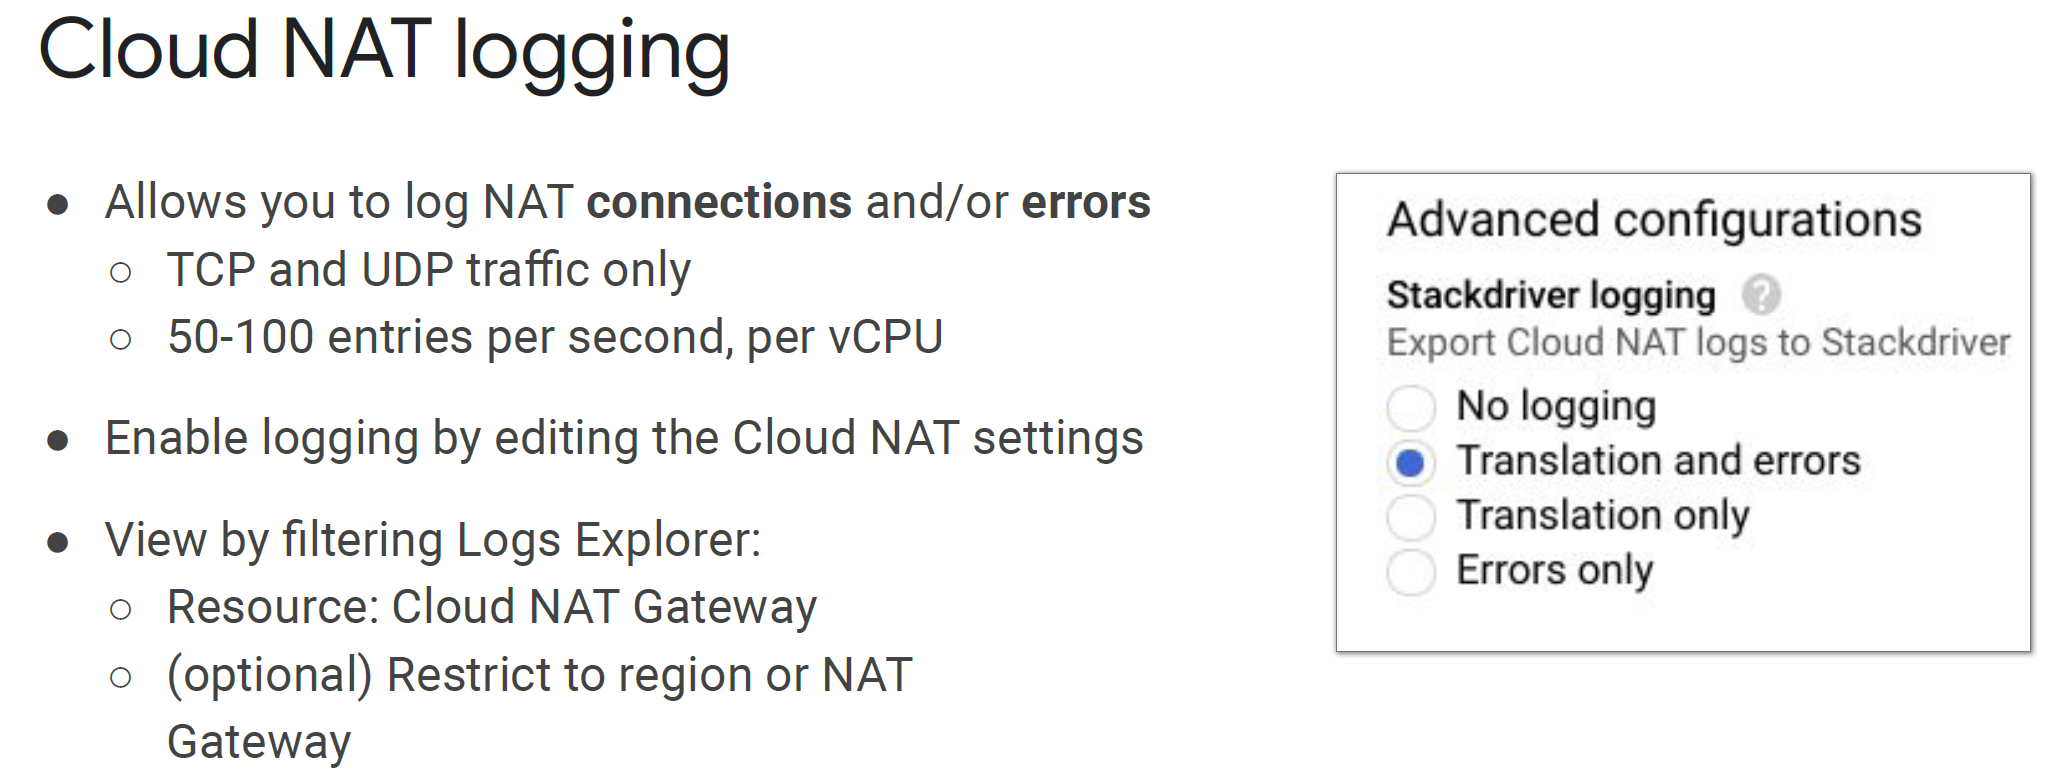 Cloud NAT logging
● Allows you to log NAT connections and/or errors
○ TCP and UDP traffic only
○ 50-100 entries per second, per vCPU
● Enable logging by editing the Cloud NAT settings
● View by filtering Logs Explorer:
○ Resource: Cloud NAT Gateway
○ (optional) Restrict to region or NAT
Gateway
Advanced configurations
Stackdriver logging ?
Export Cloud NAT logs to Stackdriver
No logging
Translation and errors
Translation only
Errors only